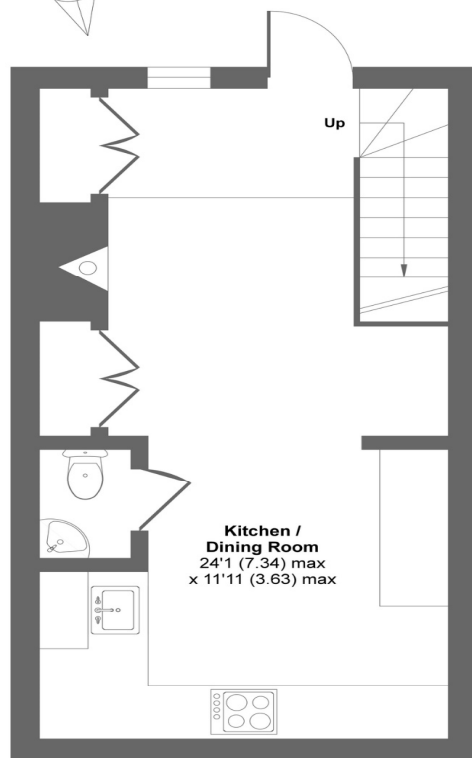 Up
Kitchen /
Dining Room
24'1 (7.34) max
x 11'11 (3.63) max